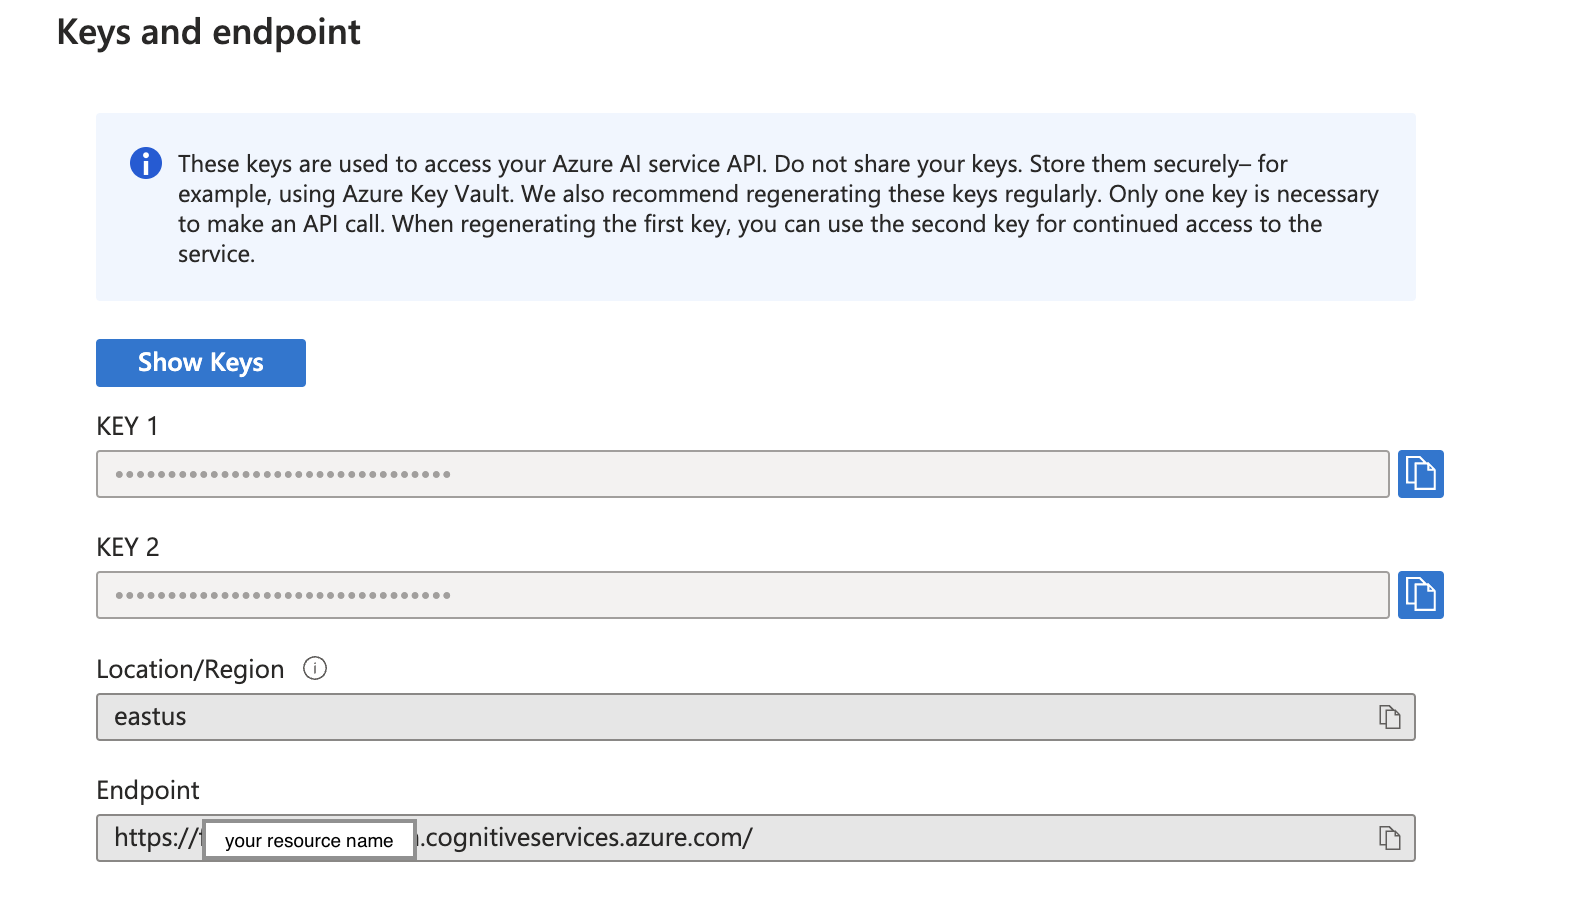 Keys and endpoint
These keys are used to access your Azure AI service API. Do not share your keys. Store them securely– for
example, using Azure Key Vault. We also recommend regenerating these keys regularly. Only one key is necessary
to make an API call. When regenerating the first key, you can use the second key for continued access to the
service.
Show Keys
KEY 1
••••••••••••••••••••••••••••••••
KEY 2
••••••••••••••••••••••••••••••••
Location/Region
eastus
Endpoint
https:// your resource name .cognitiveservices.azure.com/